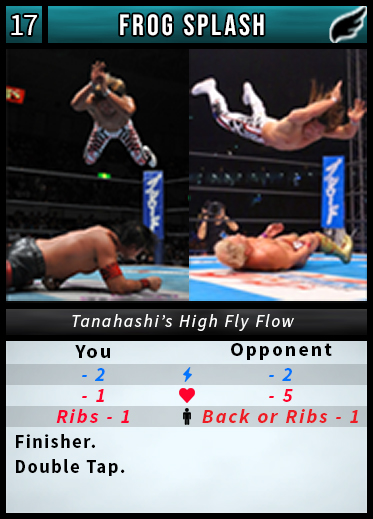 17 FROG SPLASH
Tanahashi's High Fly Flow
You Opponent
- 2 - 2
- 1 - 5
Ribs - 1 Back or Ribs - 1
Finisher.
Double Tap.